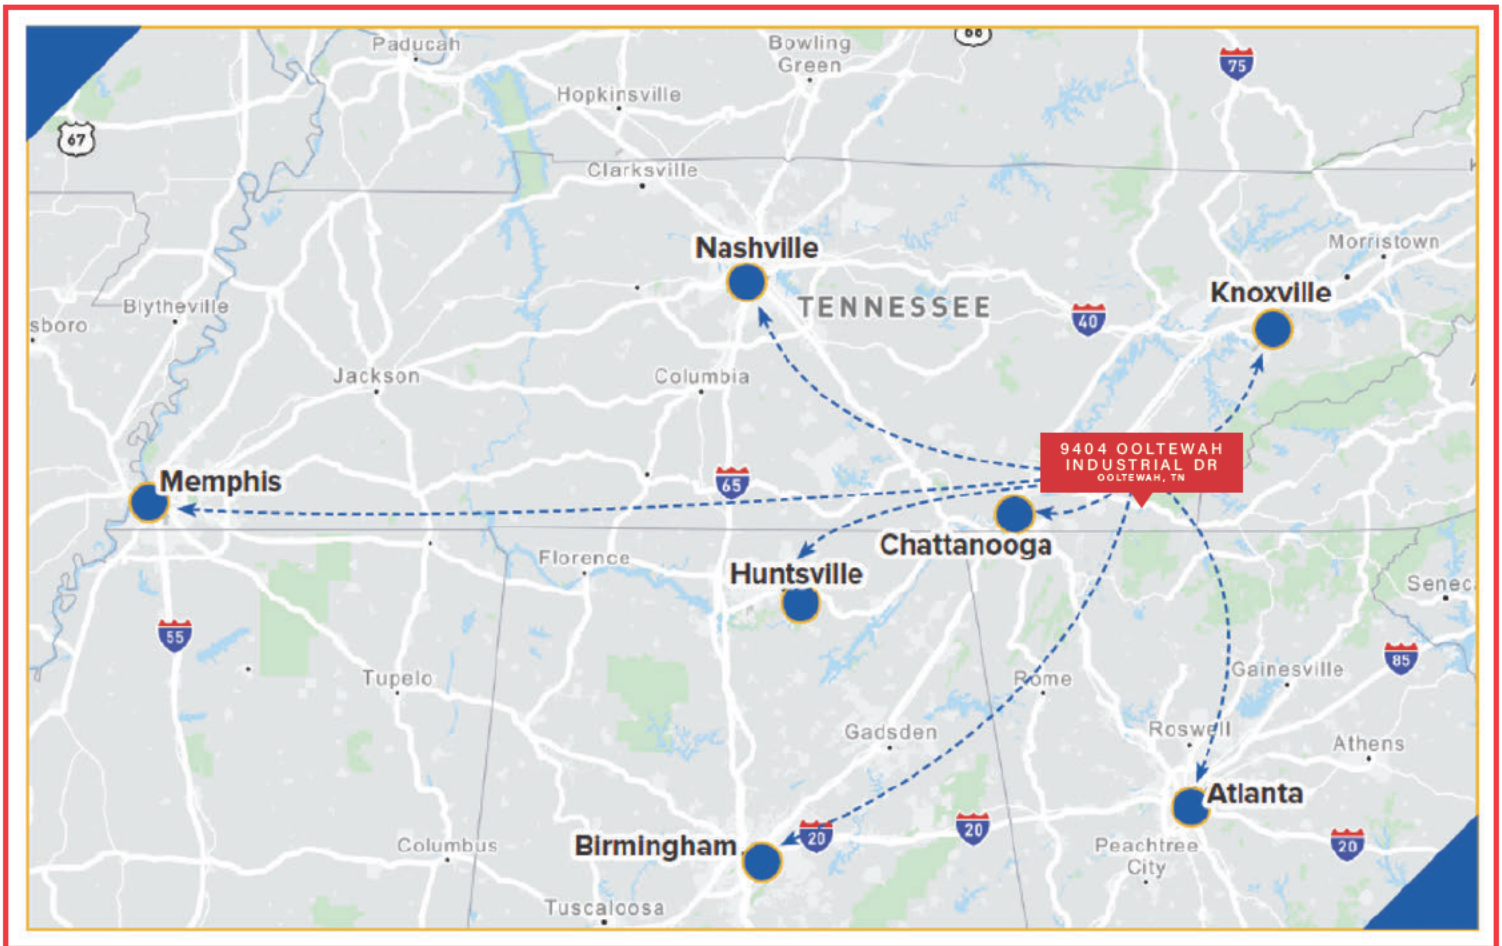 Paducah
Bowling
Green
68
75
Hopkinsville
67
Clarksville
Nashville
Morristown
Knoxville
TENNESSEE
Blytheville
sboro
40
Jackson
Columbia
9404 OOLTEWAH
INDUSTRIAL DR
OOLTEWAH, TN
Memphis
65
Chattanooga
Florence
Huntsville
Senec
55
85
Tupelo
Rome
Gainesville
Gadsden
Roswell
Athens
Atlanta
Birmingham
20
20
20
Columbus
Peachtree
City
Tuscaloosa